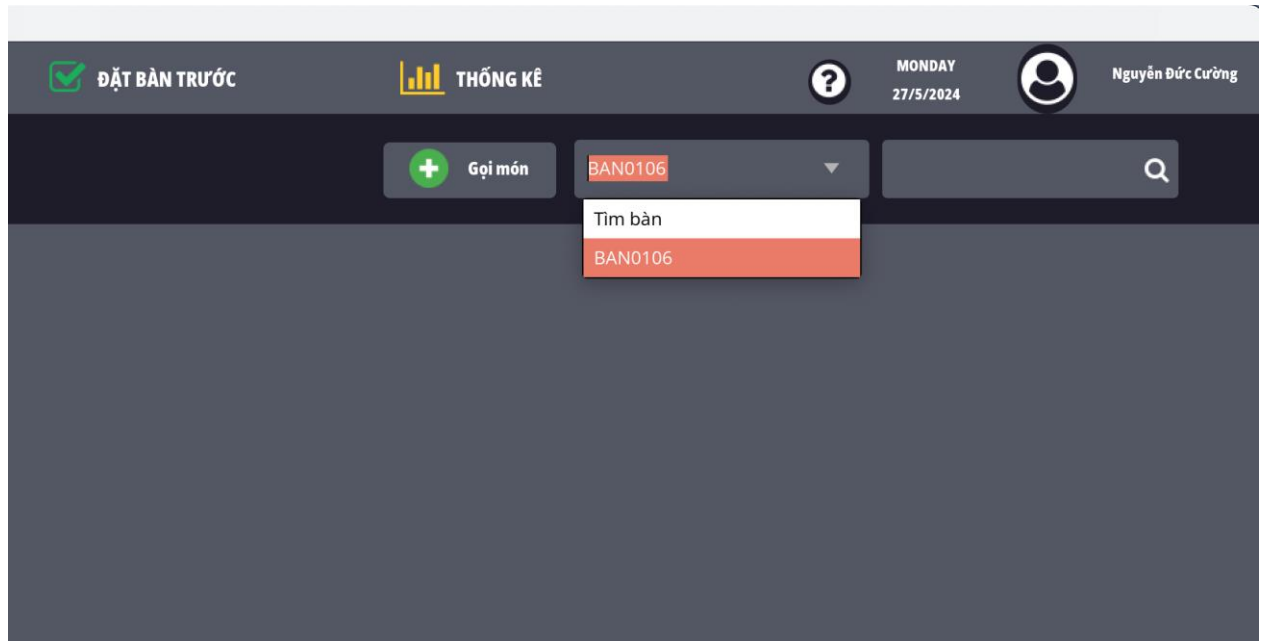 ĐẶT BÀN TRƯỚC
THỐNG KÊ
MONDAY
27/5/2024
Nguyễn Đức Cường
Gọi món
BAN0106
Tìm bàn
BAN0106